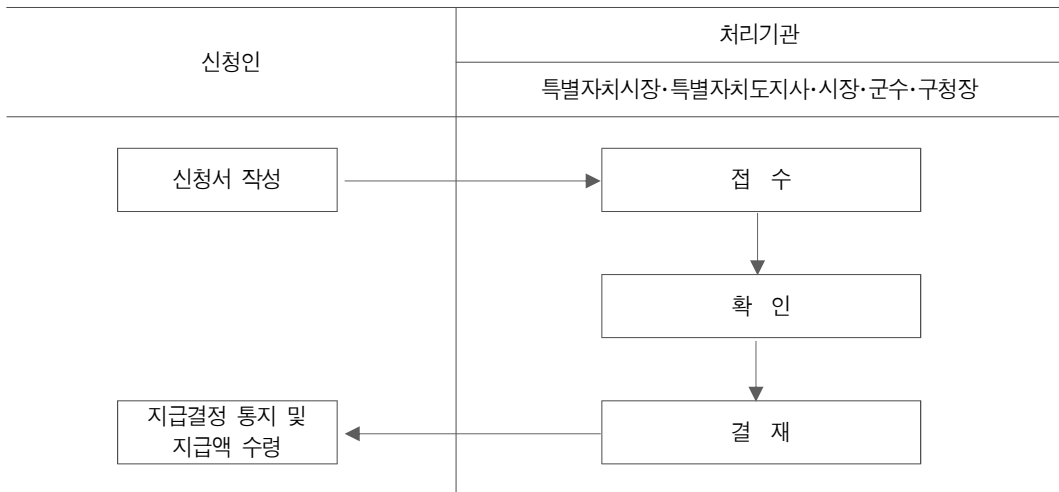 신청인
처리기관
특별자치시장·특별자치도지사·시장·군수·구청장
신청서 작성
접 수
확 인
지급결정 통지 및
지급액 수령
결 재